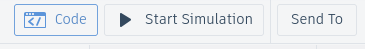 Code Start Simulation Send To